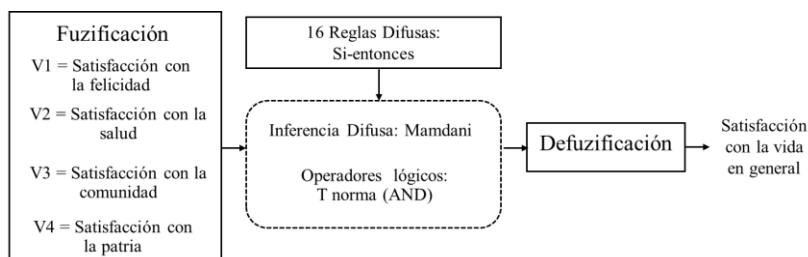 Fuzificación
V1 = Satisfacción con
la felicidad
V2 = Satisfacción con la
salud
V3 = Satisfacción con la
comunidad
V4 = Satisfacción con
la patria
16 Reglas Difusas:
Si-entonces
Inferencia Difusa: Mamdani
Operadores lógicos:
T norma (AND)
Defuzificación
Satisfacción
con la vida
en general